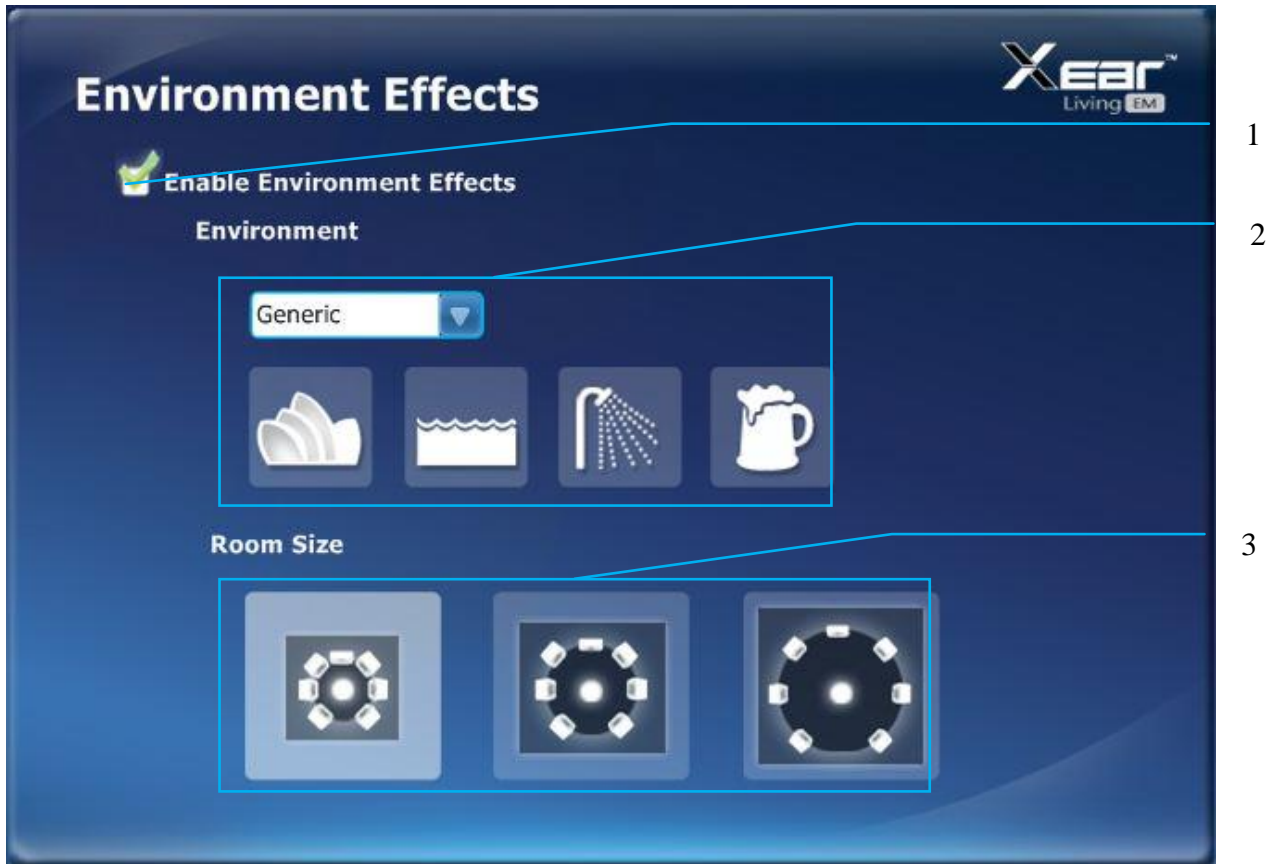 Xear™
Living EM
Environment Effects
1
Enable Environment Effects
Environment
2
Generic
Room Size
3